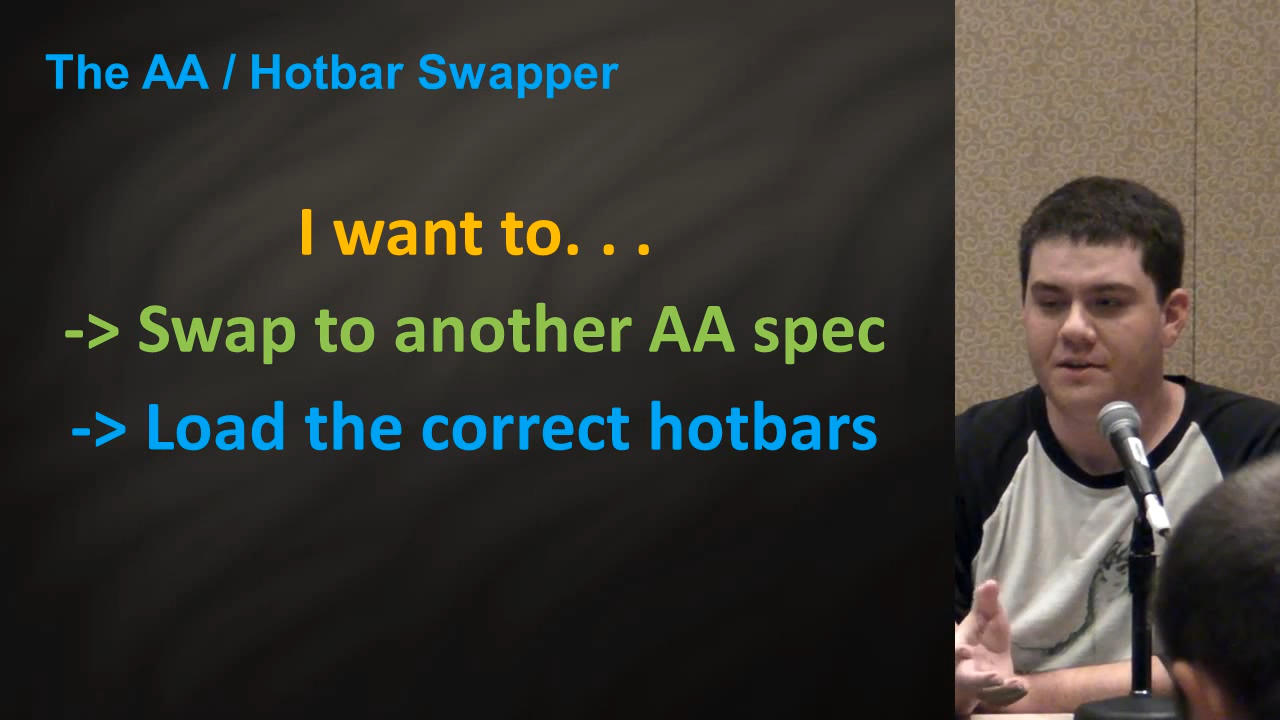 The AA / Hotbar Swapper
I want to. . .
-> Swap to another AA spec
-> Load the correct hotbars